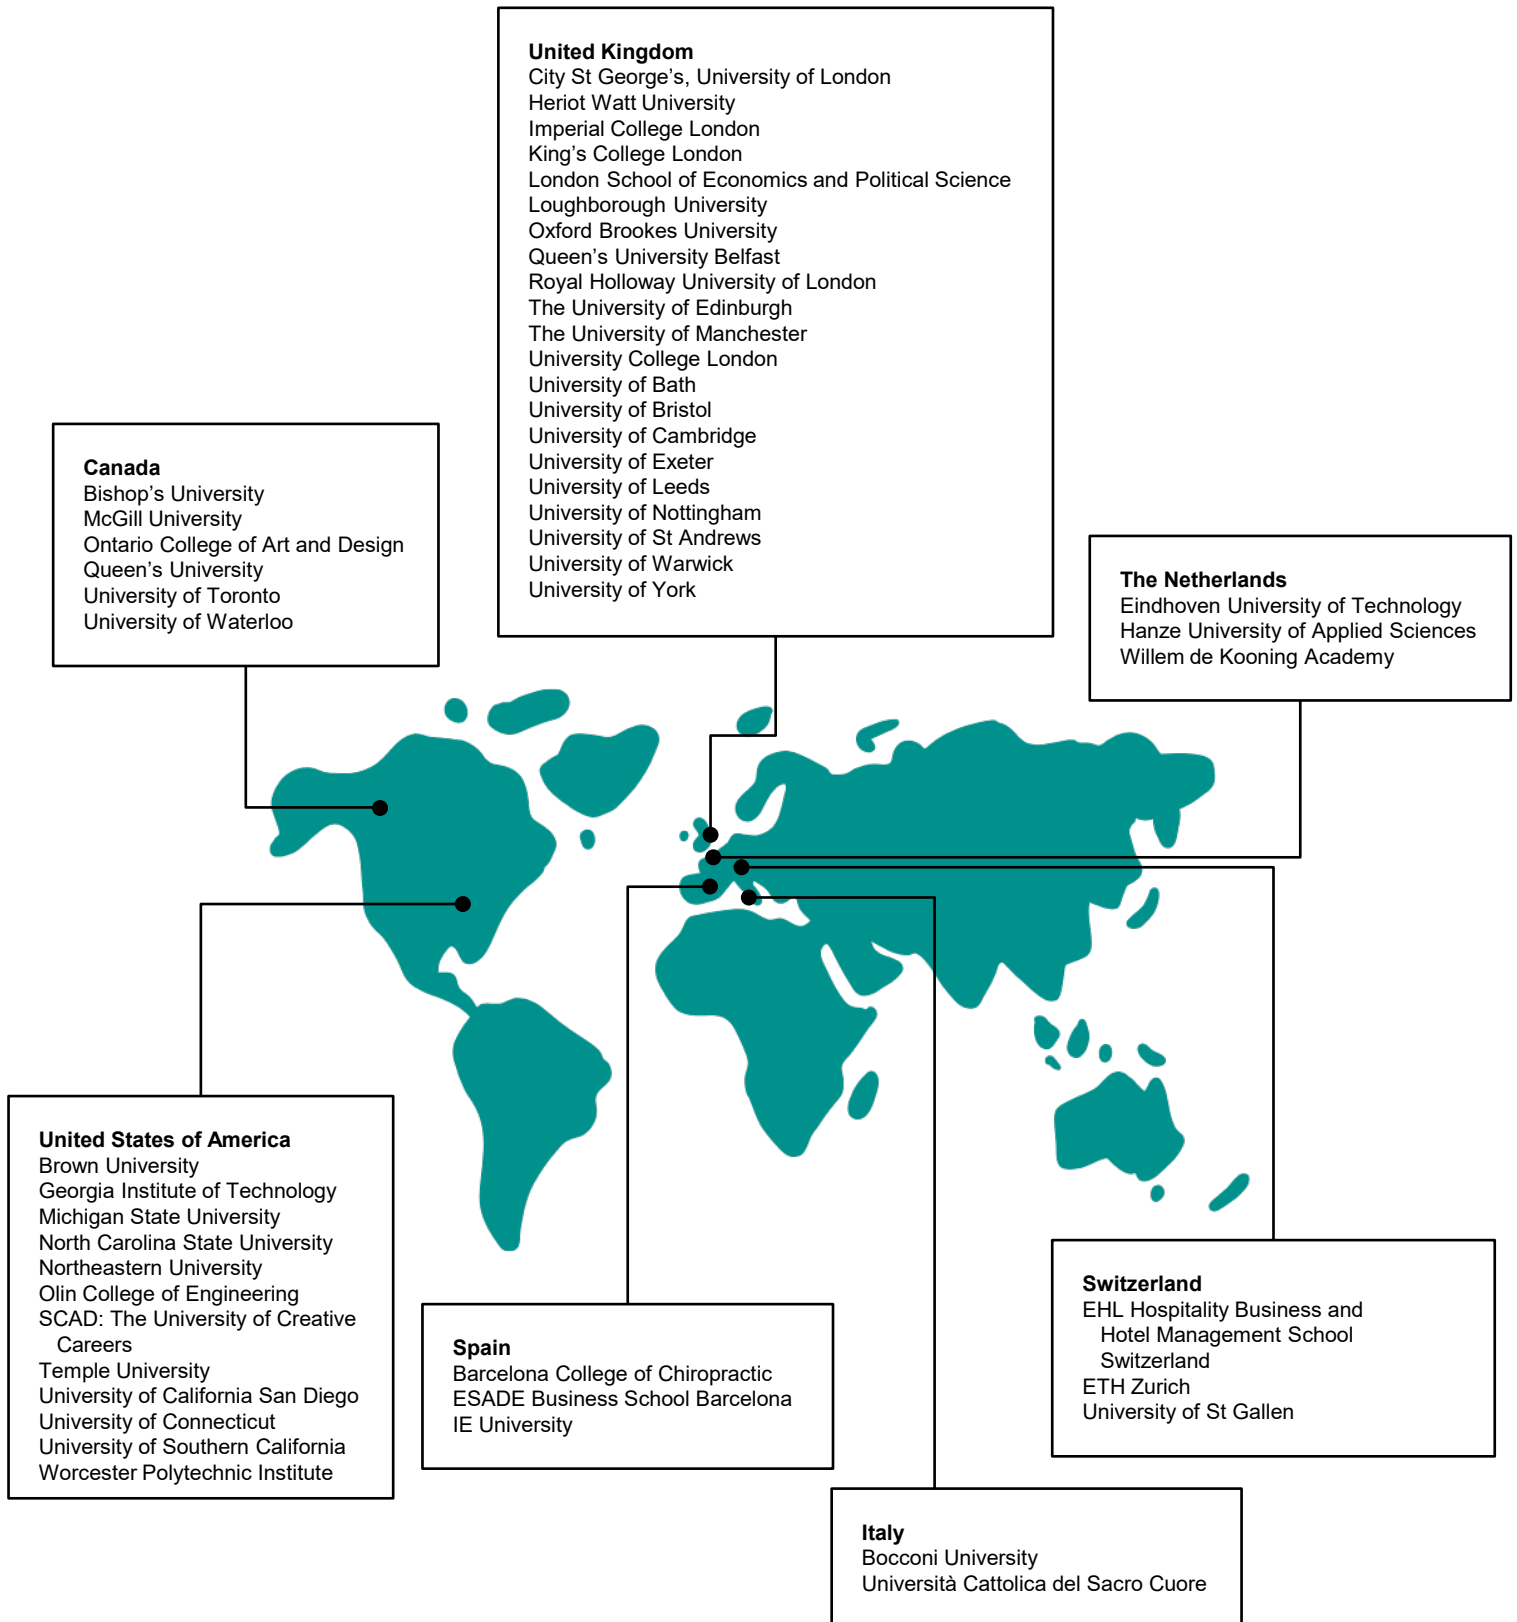 United Kingdom
City St George’s, University of London
Heriot Watt University
Imperial College London
King’s College London
London School of Economics and Political Science
Loughborough University
Oxford Brookes University
Queen’s University Belfast
Royal Holloway University of London
The University of Edinburgh
The University of Manchester
University College London
University of Bath
University of Bristol
University of Cambridge
University of Exeter
University of Leeds
University of Nottingham
University of St Andrews
University of Warwick
University of York
Canada
Bishop’s University
McGill University
Ontario College of Art and Design
Queen’s University
University of Toronto
University of Waterloo
The Netherlands
Eindhoven University of Technology
Hanze University of Applied Sciences
Willem de Kooning Academy
United States of America
Brown University
Georgia Institute of Technology
Michigan State University
North Carolina State University
Northeastern University
Olin College of Engineering
SCAD: The University of Creative
Careers
Temple University
University of California San Diego
University of Connecticut
University of Southern California
Worcester Polytechnic Institute
Spain
Barcelona College of Chiropractic
ESADE Business School Barcelona
IE University
Switzerland
EHL Hospitality Business and
Hotel Management School
Switzerland
ETH Zurich
University of St Gallen
Italy
Bocconi University
Università Cattolica del Sacro Cuore